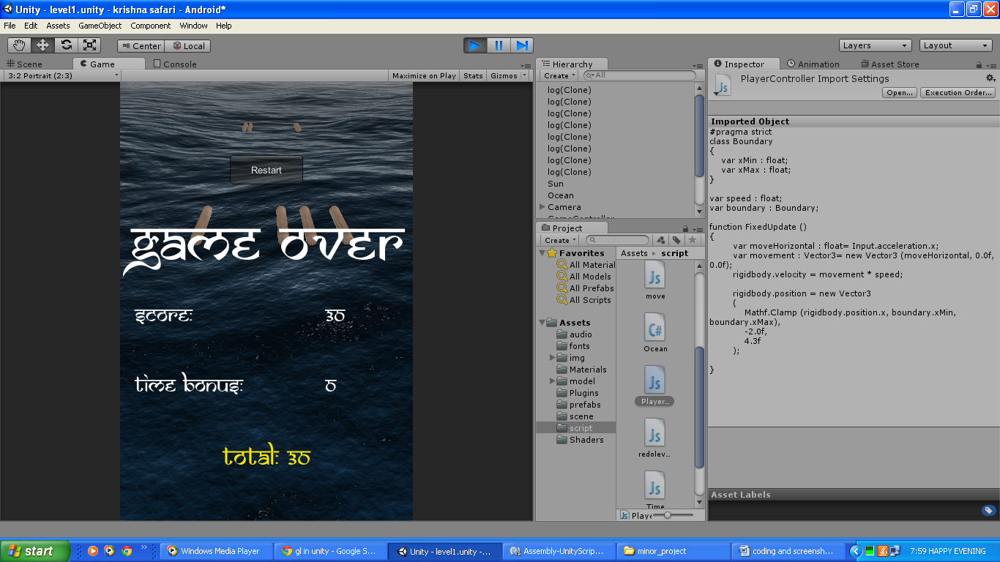 Unity - level1.unity - krishna safari - Android*
File Edit Assets GameObject Component Window Help
Center Local Layers Layout
Scene Game Console
3:2 Portrait (2:3) Maximize on Play Stats Gizmos
Restart
game over
score: 30
time bonus: 0
total: 30
Hierarchy
Create All
log(Clone)
log(Clone)
log(Clone)
log(Clone)
log(Clone)
log(Clone)
log(Clone)
log(Clone)
Sun
Ocean
Camera
GameController
Project
Create
Favorites
All Material
All Models
All Prefabs
All Scripts
Assets
audio
fonts
img
Materials
model
Plugins
prefabs
scene
script
Shaders
Assets script
Js
move
C#
Ocean
Js
Player...
Js
redolev...
Js
Time
Js Playe
Inspector Animation Asset Store
Js PlayerController Import Settings
Open... Execution Order...
Imported Object
#pragma strict
class Boundary
{
var xMin : float;
var xMax : float;
}
var speed : float;
var boundary : Boundary;
function FixedUpdate ()
{
var moveHorizontal : float= Input.acceleration.x;
var movement : Vector3= new Vector3 (moveHorizontal, 0.0f,
0.0f);
rigidbody.velocity = movement * speed;
rigidbody.position = new Vector3
(
Mathf.Clamp (rigidbody.position.x, boundary.xMin,
boundary.xMax),
-2.0f,
4.3f
);
}
Asset Labels
start Windows Media Player gl in unity - Google S... Unity - level1.unity -... Assembly-UnityScrip... minor_project coding and screensh... 7:59 HAPPY EVENING